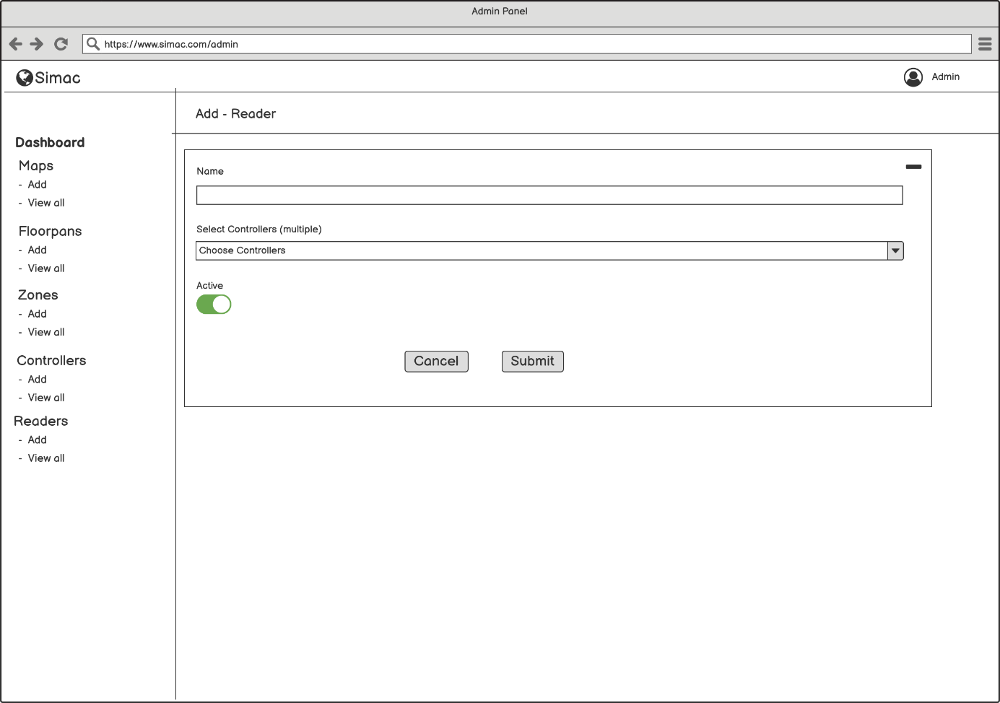 Admin Panel
https://www.simac.com/admin
Simac
Admin
Add - Reader
Dashboard
Maps
- Add
- View all
Floorpans
- Add
- View all
Zones
- Add
- View all
Controllers
- Add
- View all
Readers
- Add
- View all
Name
Select Controllers (multiple)
Choose Controllers
Active
Cancel
Submit